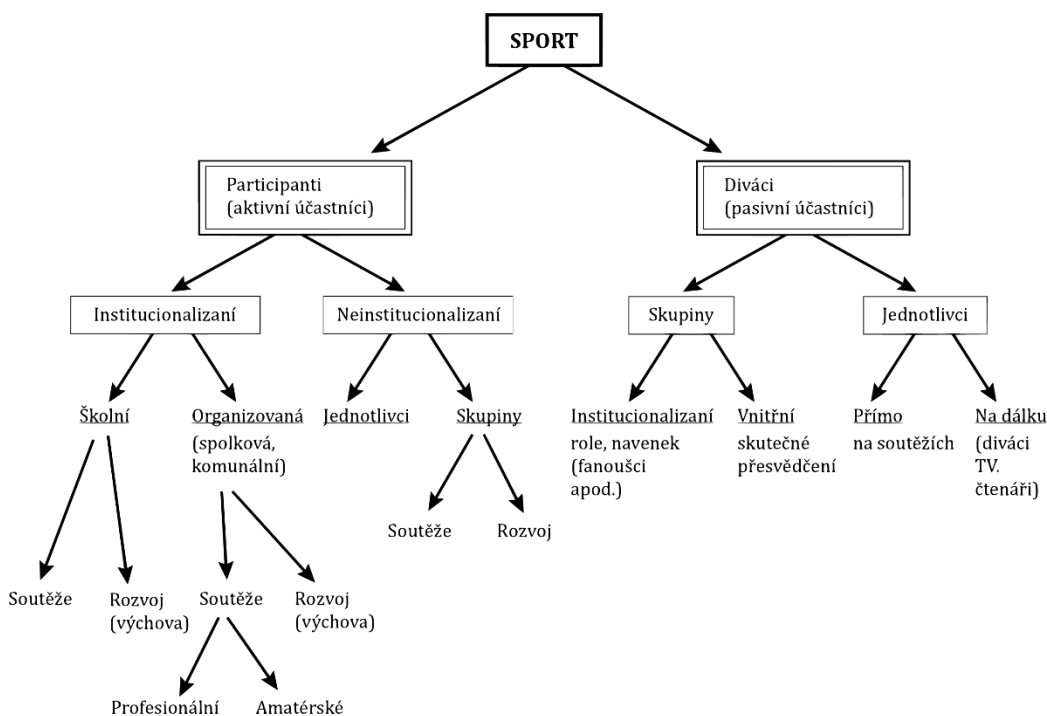 SPORT
Participanti
(aktivní účastníci)
Diváci
(pasivní účastníci)
Institucionalizaní
Neinstitucionalizaní
Skupiny
Jednotlivci
Školní
Organizovaná
(spolková,
komunální)
Jednotlivci
Skupiny
Institucionalizaní
role, navenek
(fanoušci
apod.)
Vnitřní
skutečné
přesvědčení
Přímo
na soutěžích
Na dálku
(diváci
TV.
čtenáři)
Soutěže
Rozvoj
Soutěže
Rozvoj
(výchova)
Soutěže
Rozvoj
(výchova)
Profesionální
Amatérské